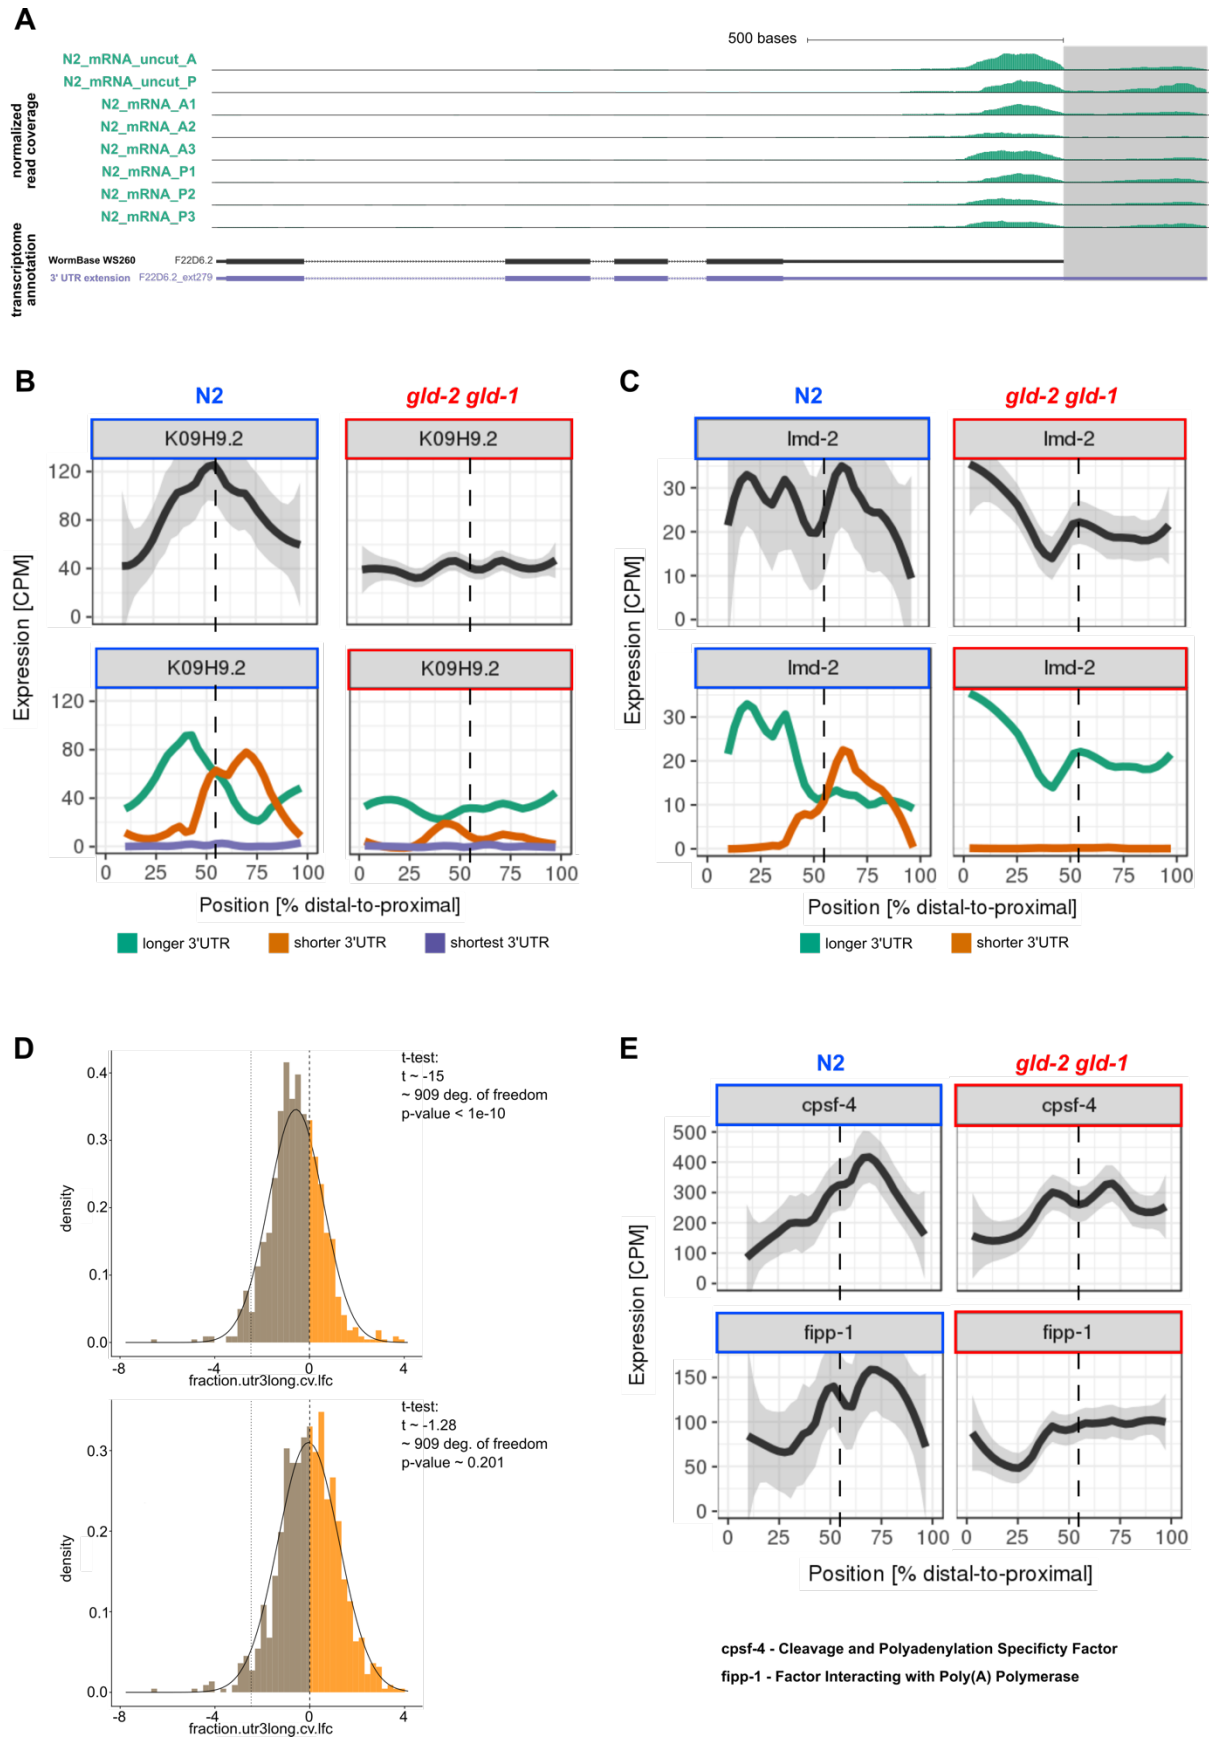 A
500 bases
N2_mRNA_uncut_A
N2_mRNA_uncut_P
N2_mRNA_A1
N2_mRNA_A2
N2_mRNA_A3
N2_mRNA_P1
N2_mRNA_P2
N2_mRNA_P3
normalized
read coverage
transcriptome
annotation
WormBase WS260 F22D6.2
3' UTR extension F22D6.2_ext279
B
N2 gld-2 gld-1
K09H9.2 K09H9.2
120
80
40
0
K09H9.2 K09H9.2
120
80
40
0
Expression [CPM]
0 25 50 75 100 0 25 50 75 100
Position [% distal-to-proximal]
longer 3'UTR shorter 3'UTR shortest 3'UTR
C
N2 gld-2 gld-1
lmd-2 lmd-2
30
20
10
0
lmd-2 lmd-2
30
20
10
0
Expression [CPM]
0 25 50 75 100 0 25 50 75 100
Position [% distal-to-proximal]
longer 3'UTR shorter 3'UTR
D
t-test:
t ~ -15
~ 909 deg. of freedom
p-value < 1e-10
0.4
0.3
0.2
0.1
0.0
density
-8 -4 0 4
fraction.utr3long.cv.lfc
t-test:
t ~ -1.28
~ 909 deg. of freedom
p-value ~ 0.201
0.3
0.2
0.1
0.0
density
-8 -4 0 4
fraction.utr3long.cv.lfc
E
N2 gld-2 gld-1
cpsf-4 cpsf-4
500
400
300
200
100
0
fipp-1 fipp-1
150
100
50
0
Expression [CPM]
0 25 50 75 100 0 25 50 75 100
Position [% distal-to-proximal]
cpsf-4 - Cleavage and Polyadenylation Specificty Factor
fipp-1 - Factor Interacting with Poly(A) Polymerase